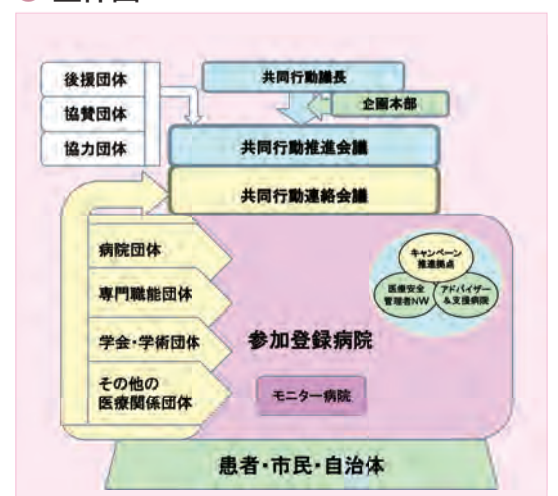 後援団体
協賛団体
協力団体
共同行動議長
企画本部
共同行動推進会議
共同行動連絡会議
病院団体
専門職能団体
学会・学術団体
その他の
医療関係団体
キャンペーン
推進拠点
医療安全
管理者NW
アドバイザー
&支援病院
参加登録病院
モニター病院
患者・市民・自治体